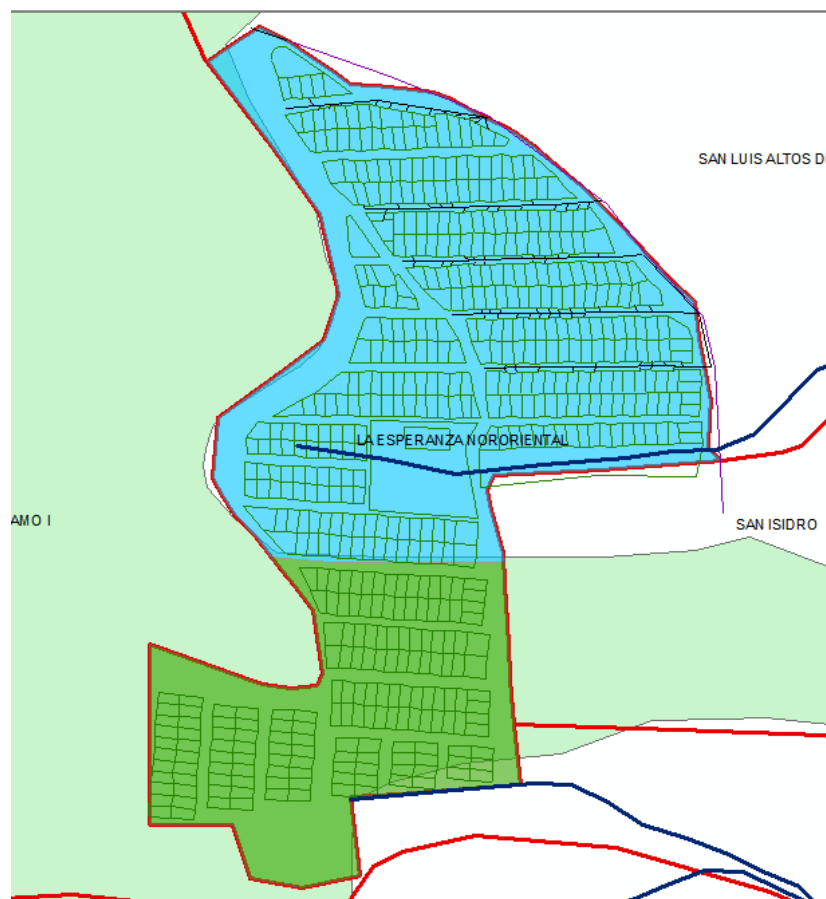 SAN LUIS ALTOS D
LA ESPERANZA NORORIENTAL
AMO I
SAN ISIDRO